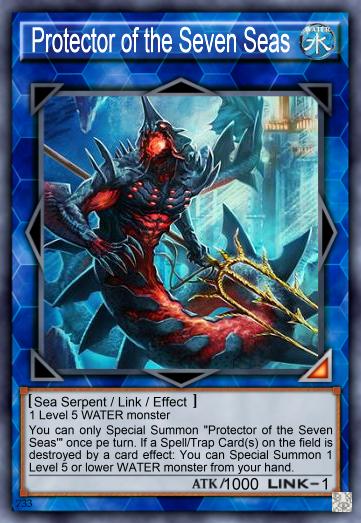 Protector of the Seven Seas
WATER
水
[ Sea Serpent / Link / Effect ]
1 Level 5 WATER monster
You can only Special Summon "Protector of the Seven
Seas'" once pe turn. If a Spell/Trap Card(s) on the field is
destroyed by a card effect: You can Special Summon 1
Level 5 or lower WATER monster from your hand.
ATK/1000 LINK-1
233